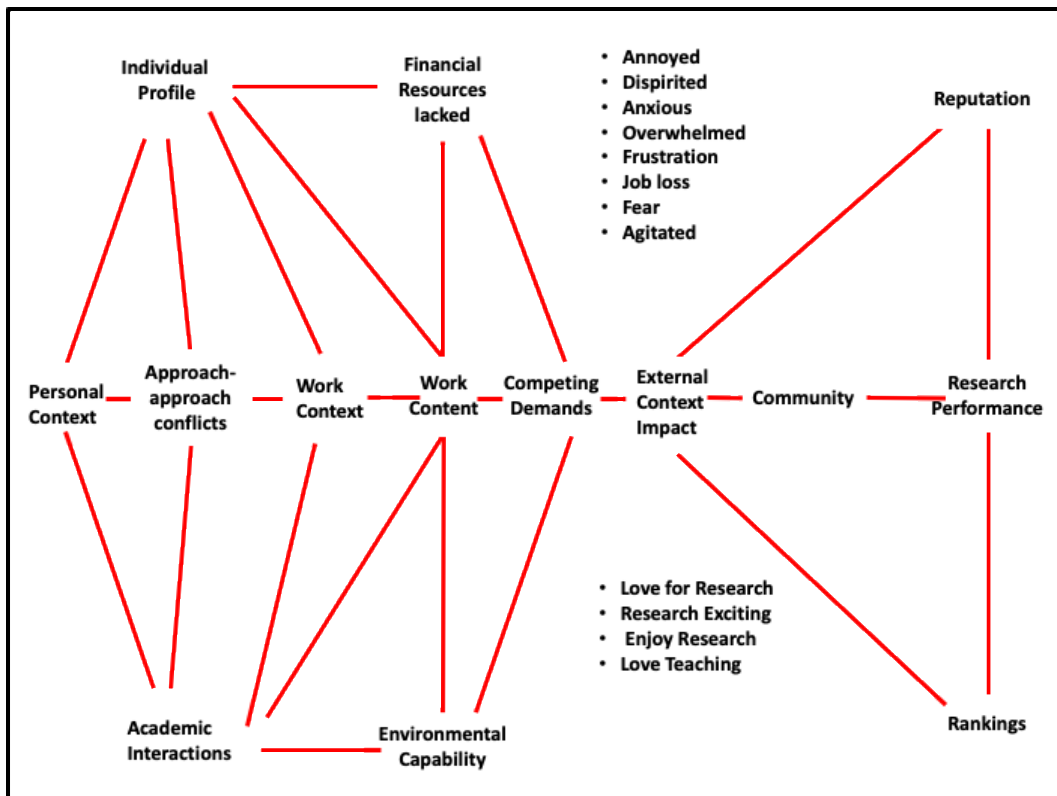 Individual
Profile
Financial
Resources
lacked
• Annoyed
• Dispirited
• Anxious
• Overwhelmed
• Frustration
• Job loss
• Fear
• Agitated
Reputation
Personal
Context
Approach-
approach
conflicts
Work
Context
Work
Content
Competing
Demands
External
Context
Impact
Community
Research
Performance
• Love for Research
• Research Exciting
• Enjoy Research
• Love Teaching
Academic
Interactions
Environmental
Capability
Rankings